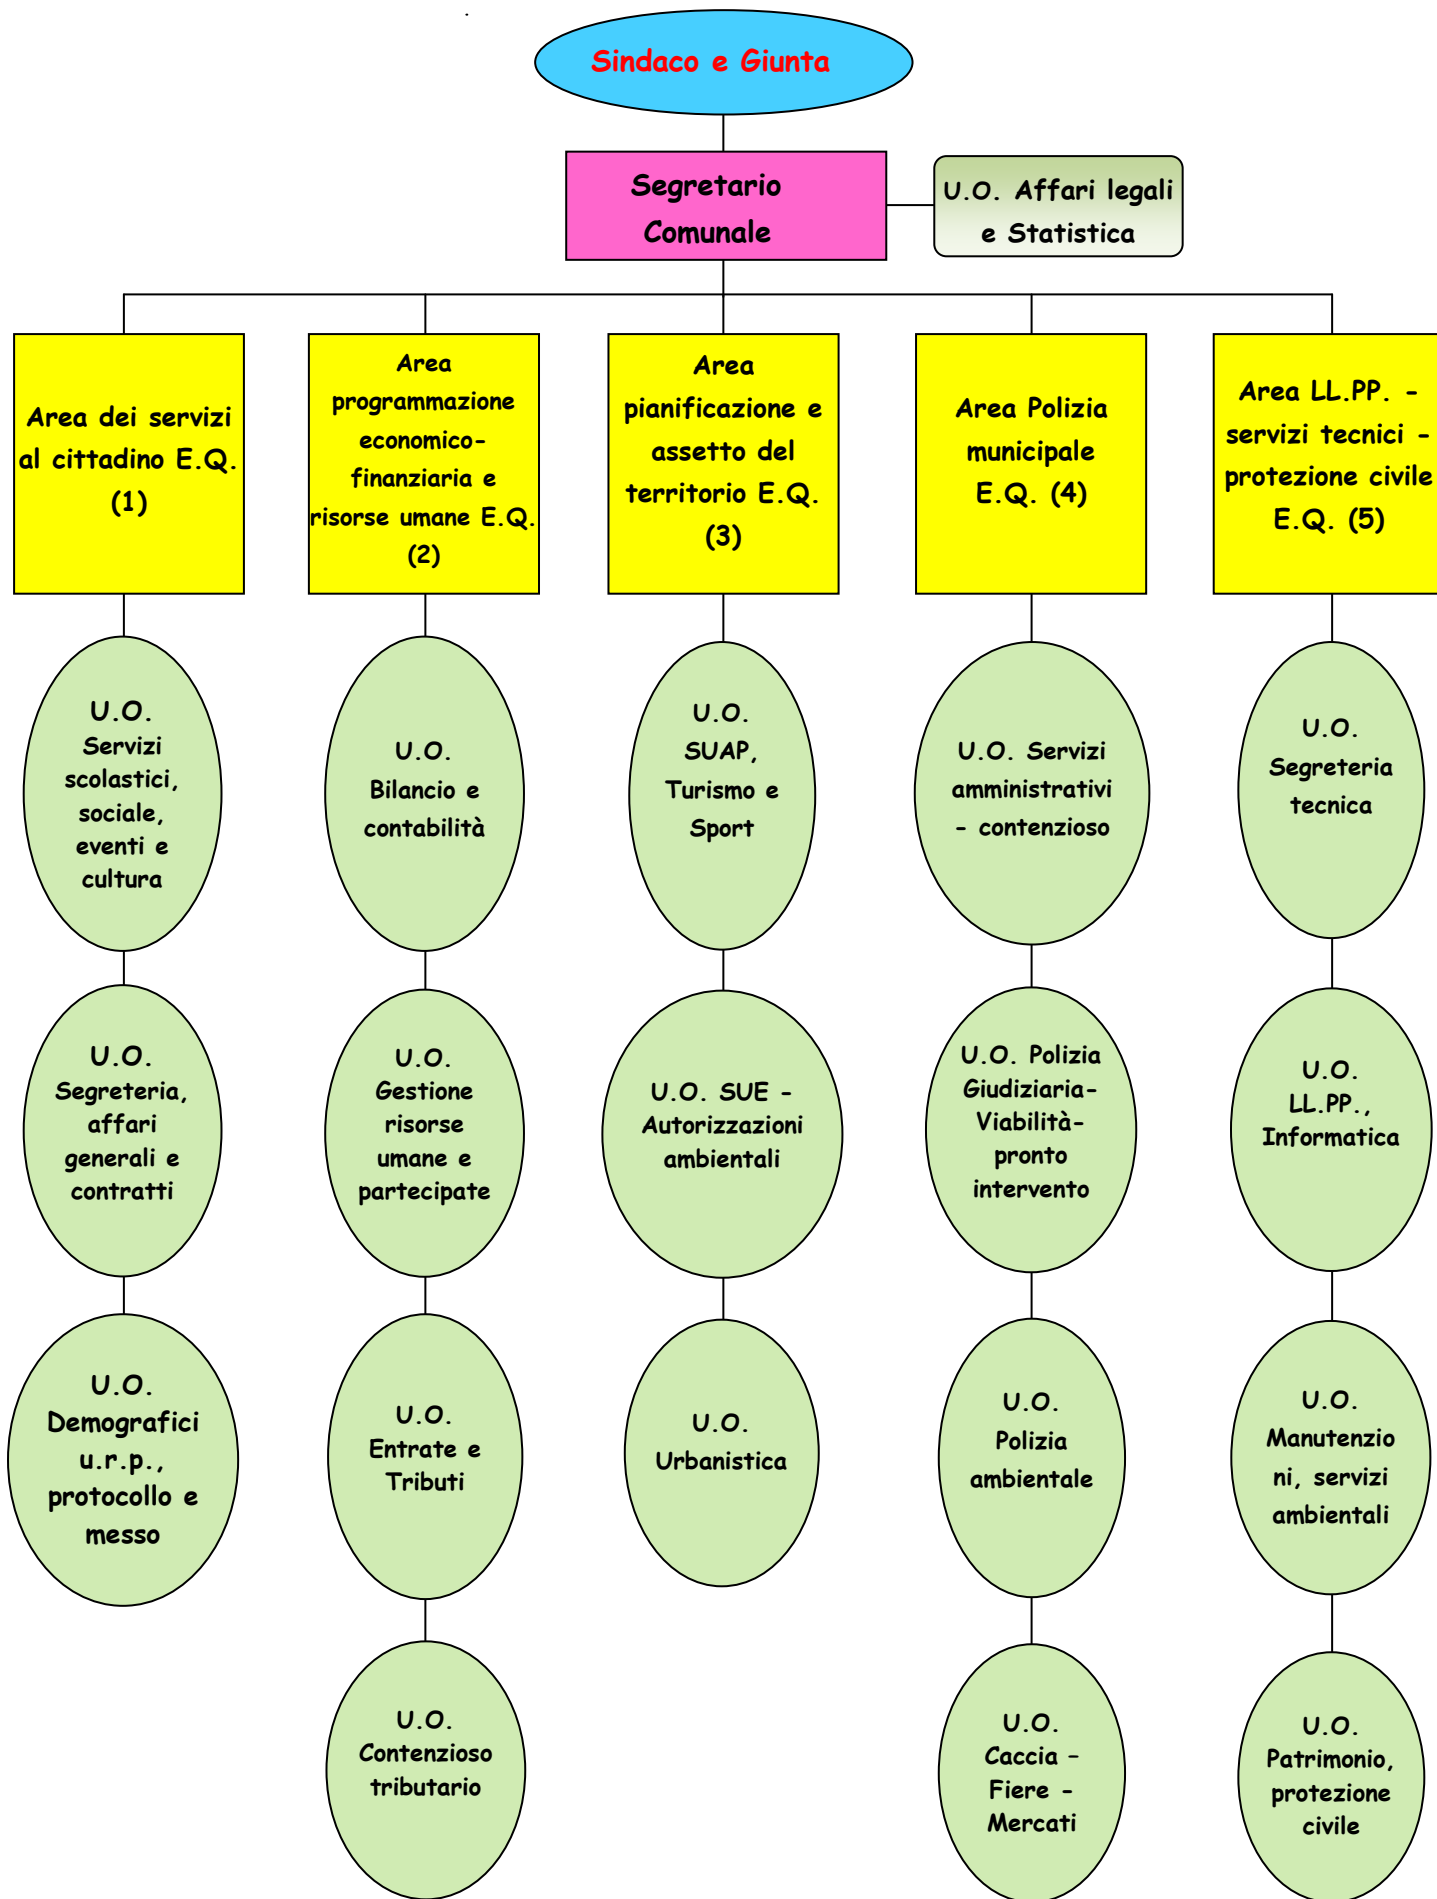 Sindaco e Giunta
Segretario
Comunale
U.O. Affari legali
e Statistica
Area dei servizi
al cittadino E.Q.
(1)
Area
programmazione
economico-
finanziaria e
risorse umane E.Q.
(2)
Area
pianificazione e
assetto del
territorio E.Q.
(3)
Area Polizia
municipale
E.Q. (4)
Area LL.PP. -
servizi tecnici -
protezione civile
E.Q. (5)
U.O.
Servizi
scolastici,
sociale,
eventi e
cultura
U.O.
Bilancio e
contabilità
U.O.
SUAP,
Turismo e
Sport
U.O. Servizi
amministrativi
- contenzioso
U.O.
Segreteria
tecnica
U.O.
Segreteria,
affari
generali e
contratti
U.O.
Gestione
risorse
umane e
partecipate
U.O. SUE -
Autorizzazioni
ambientali
U.O. Polizia
Giudiziaria-
Viabilità-
pronto
intervento
U.O.
LL.PP.,
Informatica
U.O.
Demografici
u.r.p.,
protocollo e
messo
U.O.
Entrate e
Tributi
U.O.
Urbanistica
U.O.
Polizia
ambientale
U.O.
Manutenzio
ni, servizi
ambientali
U.O.
Contenzioso
tributario
U.O.
Caccia –
Fiere -
Mercati
U.O.
Patrimonio,
protezione
civile